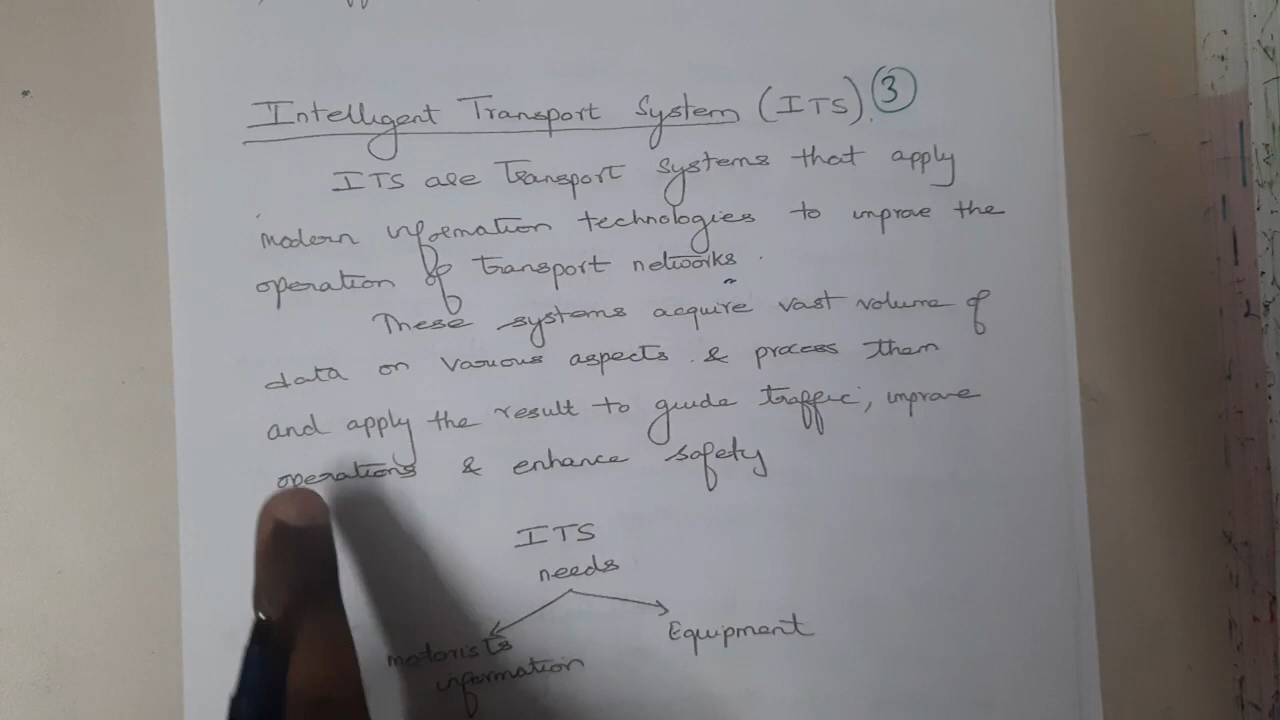 Intelligent Transport System (ITS). 3
ITS are Transport systems that apply
modern information technologies to improve the
operation of transport networks.
These systems acquire vast volume of
data on various aspects & process them
and apply the result to guide traffic, improve
operations & enhance safety
ITS
needs
motorists
information
Equipment